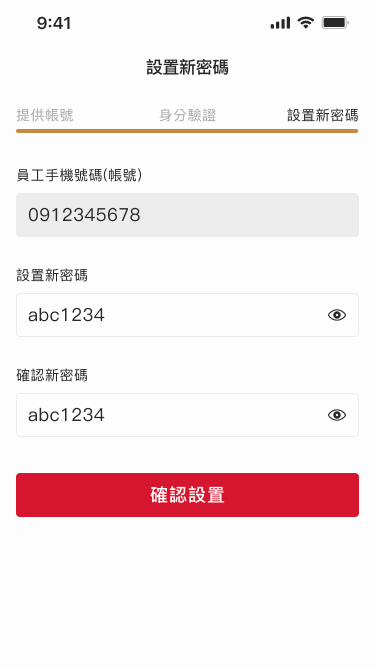 9:41
設置新密碼
提供帳號 身分驗證 設置新密碼
員工手機號碼(帳號)
0912345678
設置新密碼
abc1234
確認新密碼
abc1234
確認設置